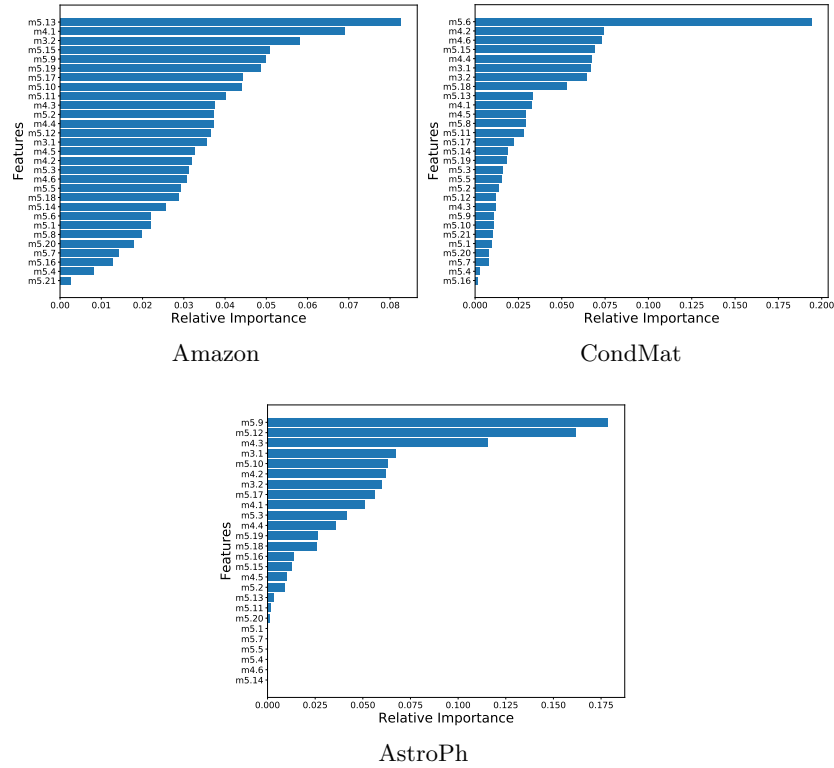 m5.13
m4.1
m3.2
m5.15
m5.9
m5.19
m5.17
m5.10
m5.11
m4.3
m5.2
m4.4
m5.12
m3.1
m4.5
m4.2
m5.3
m4.6
m5.5
m5.18
m5.14
m5.6
m5.1
m5.8
m5.20
m5.7
m5.16
m5.4
m5.21
Features
0.00 0.01 0.02 0.03 0.04 0.05 0.06 0.07 0.08
Relative Importance
Amazon
m5.6
m4.2
m4.6
m5.15
m4.4
m3.1
m3.2
m5.18
m5.13
m4.1
m4.5
m5.8
m5.11
m5.17
m5.14
m5.19
m5.3
m5.5
m5.2
m5.12
m4.3
m5.9
m5.10
m5.21
m5.1
m5.20
m5.7
m5.4
m5.16
Features
0.000 0.025 0.050 0.075 0.100 0.125 0.150 0.175 0.200
Relative Importance
CondMat
m5.9
m5.12
m4.3
m3.1
m5.10
m4.2
m3.2
m5.17
m4.1
m5.3
m4.4
m5.19
m5.18
m5.16
m5.15
m4.5
m5.2
m5.13
m5.11
m5.20
m5.1
m5.7
m5.5
m5.4
m4.6
m5.14
Features
0.000 0.025 0.050 0.075 0.100 0.125 0.150 0.175
Relative Importance
AstroPh